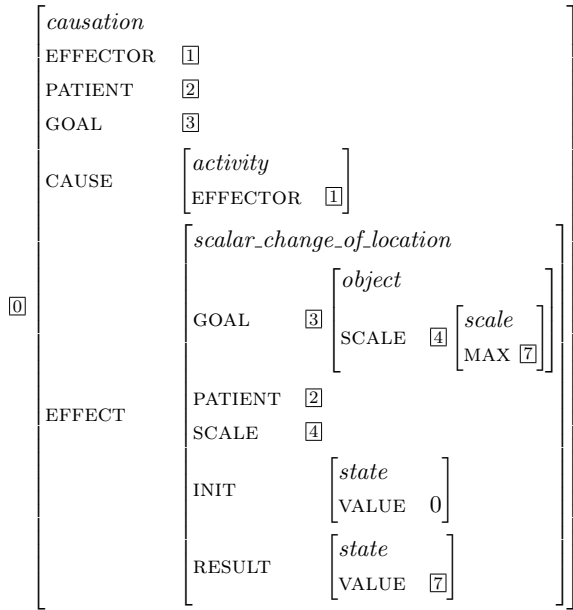 causation
EFFECTOR 1
PATIENT 2
GOAL 3
activity
CAUSE
EFFECTOR 1
scalar_change_of_location
object
0
GOAL 3
scale
SCALE 4
MAX 7
PATIENT 2
EFFECT
SCALE 4
state
INIT
VALUE 0
state
RESULT
VALUE 7